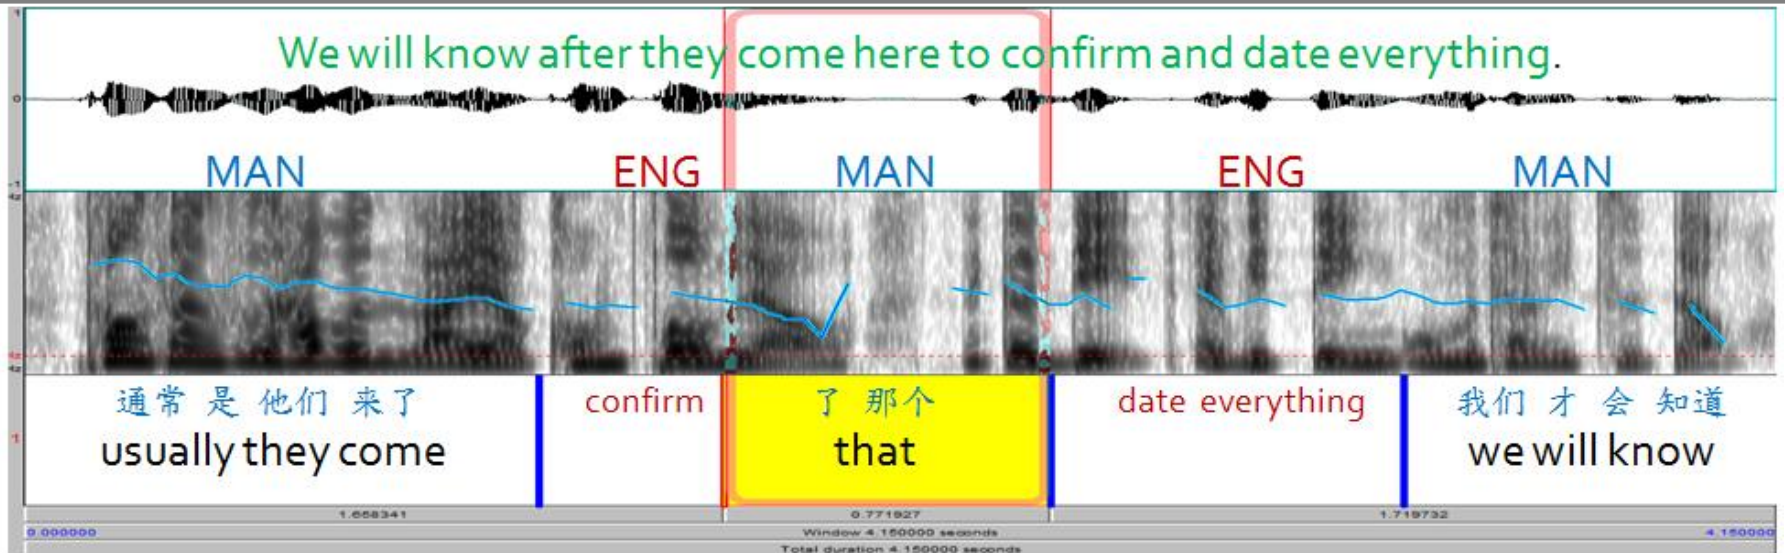 We will know after they come here to confirm and date everything.
MAN ENG MAN ENG MAN
通常 是 他们 来了 confirm 了 那个 date everything 我们 才 会 知道
usually they come that we will know
1.658341 0.771927 1.719732
0.000000 Window 4.150000 seconds 4.150000
Total duration 4.150000 seconds